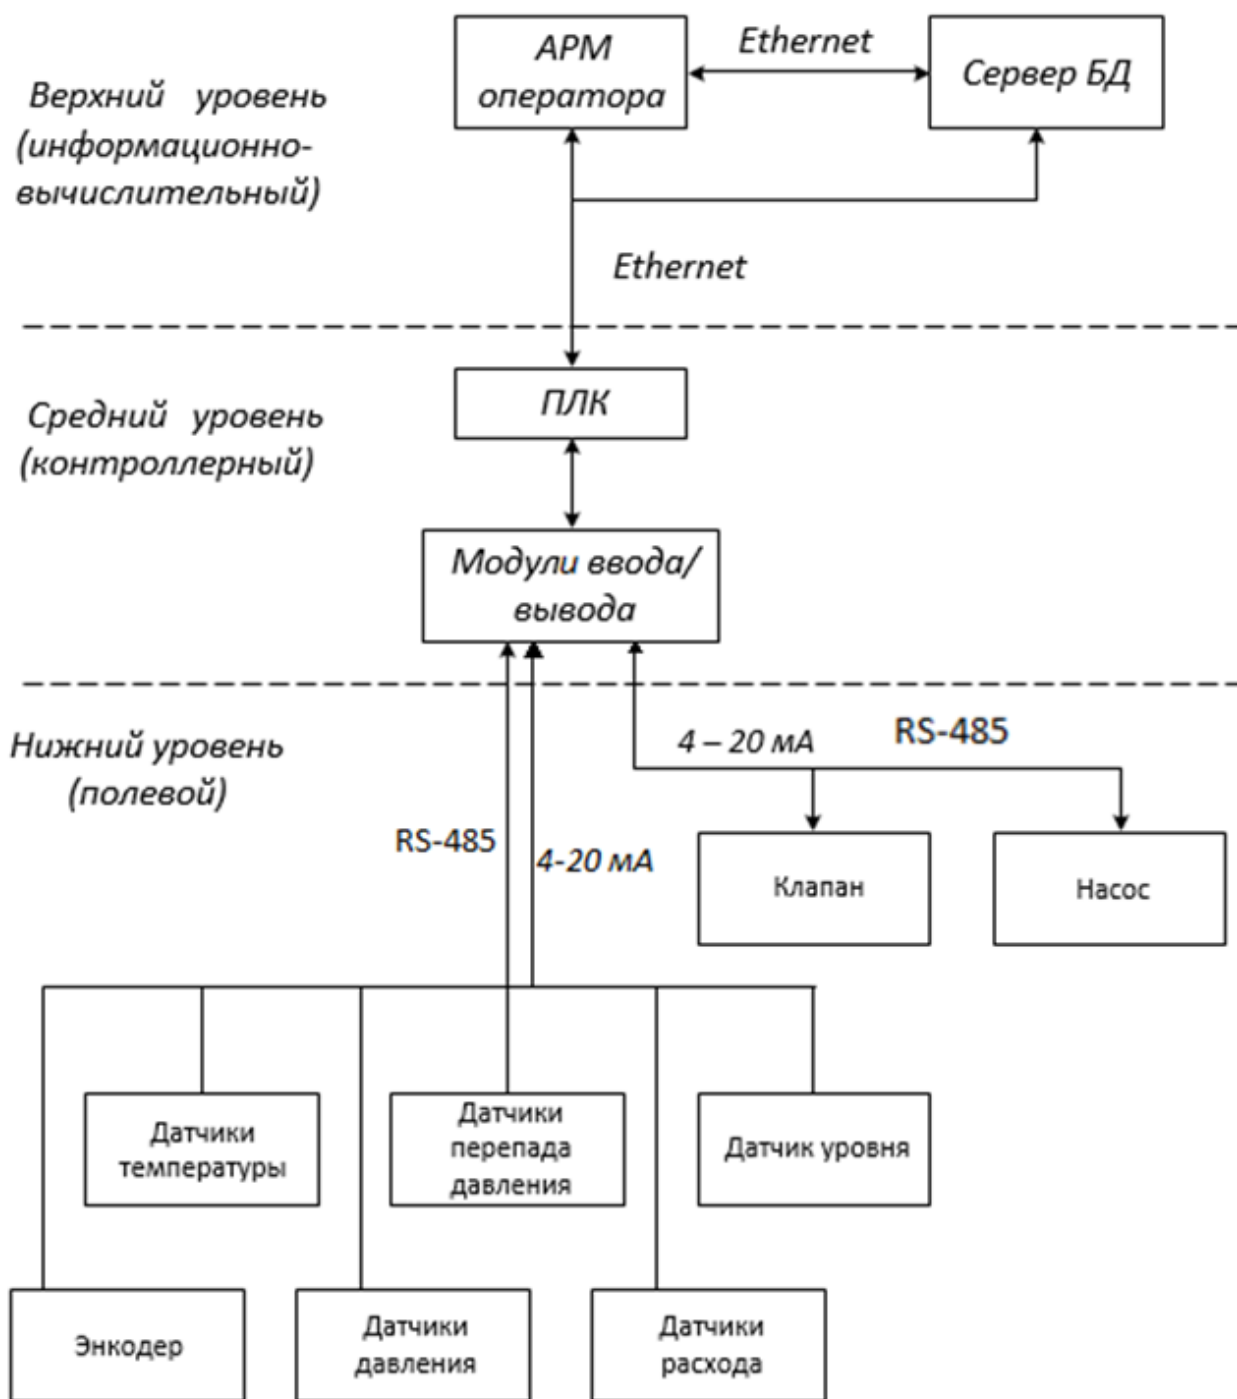 АРМ
оператора
Ethernet
Сервер БД
Верхний уровень
(информационно-
вычислительный)
Ethernet
ПЛК
Средний уровень
(контроллерный)
Модули ввода/
вывода
Нижний уровень
(полевой)
4 – 20 мА
RS-485
RS-485
4-20 мА
Клапан
Насос
Датчики
температуры
Датчики
перепада
давления
Датчик уровня
Энкодер
Датчики
давления
Датчики
расхода